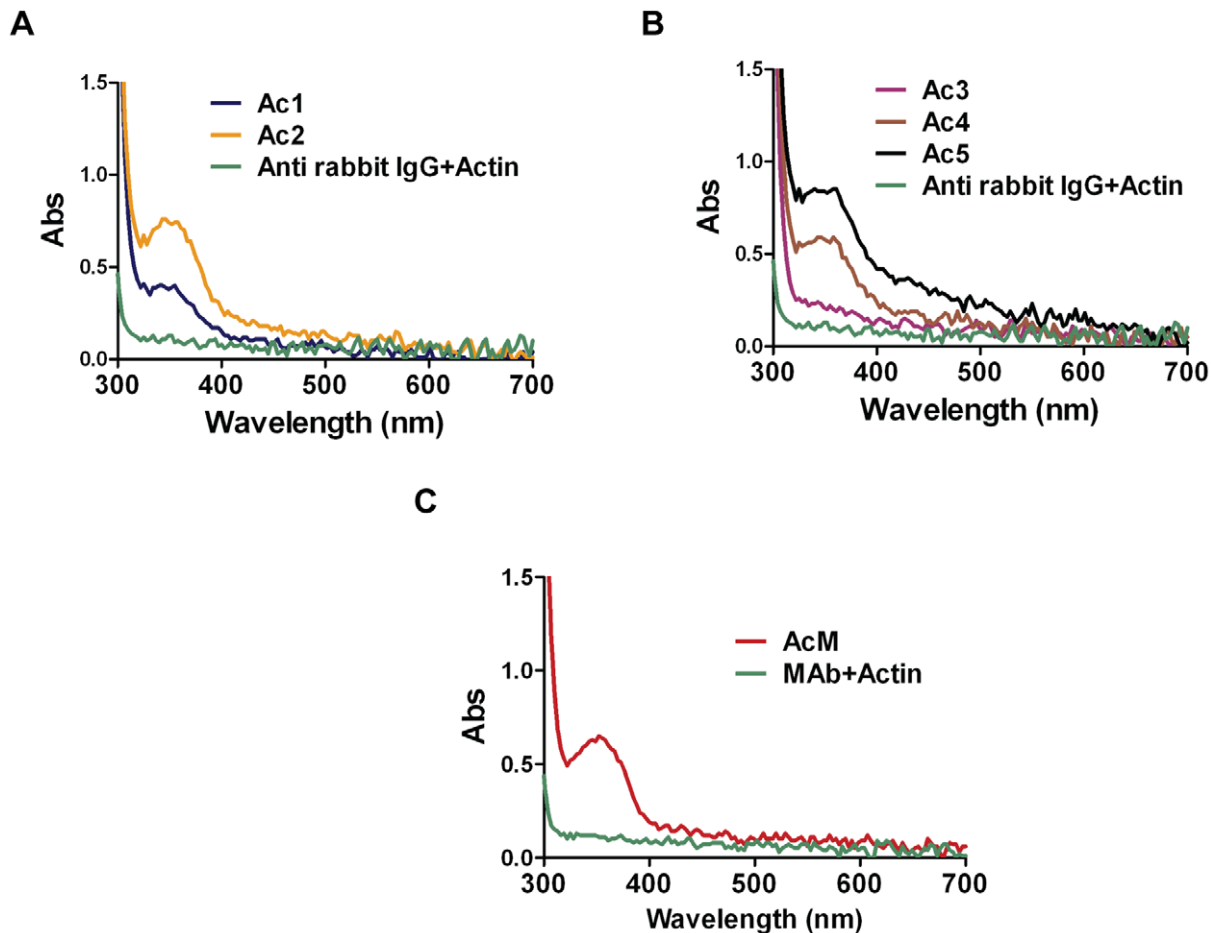 A
1.5
1.0
0.5
0.0
Abs
Ac1
Ac2
Anti rabbit IgG+Actin
300 400 500 600 700
Wavelength (nm)
B
1.5
1.0
0.5
0.0
Abs
Ac3
Ac4
Ac5
Anti rabbit IgG+Actin
300 400 500 600 700
Wavelength (nm)
C
1.5
1.0
0.5
0.0
Abs
AcM
MAb+Actin
300 400 500 600 700
Wavelength (nm)